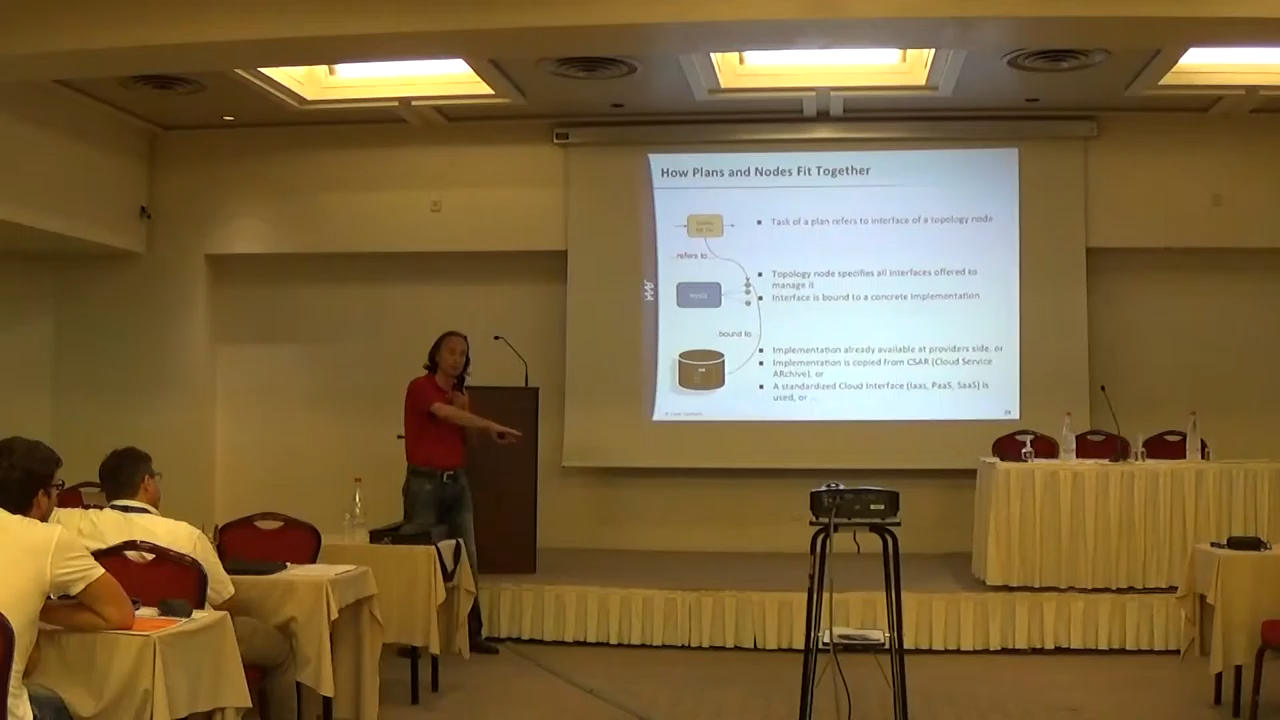 How Plans and Nodes Fit Together
Task of a plan refers to interface of a topology node
refers to
Topology node specifies all interfaces offered to
manage it
Interface is bound to a concrete implementation
bound to
Implementation already available at providers side, or
Implementation is copied from CSAR (Cloud Service
ARchive), or
A standardized Cloud Interface (Iaas, PaaS, SaaS) is
used, or ...